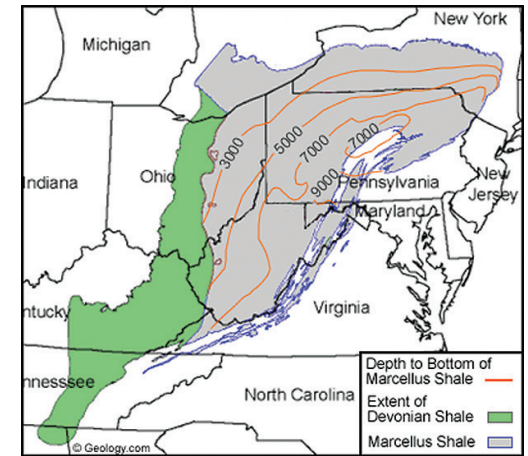 New York
Michigan
3000
5000
7000
7000
9000
Indiana
Ohio
Pennsylvania
New
Jersey
Maryland
ntucky
Virginia
nnesssee
North Carolina
Depth to Bottom of
Marcellus Shale
Extent of
Devonian Shale
Marcellus Shale
© Geology.com